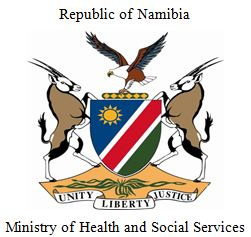 Republic of Namibia
UNITY LIBERTY JUSTICE
Ministry of Health and Social Services